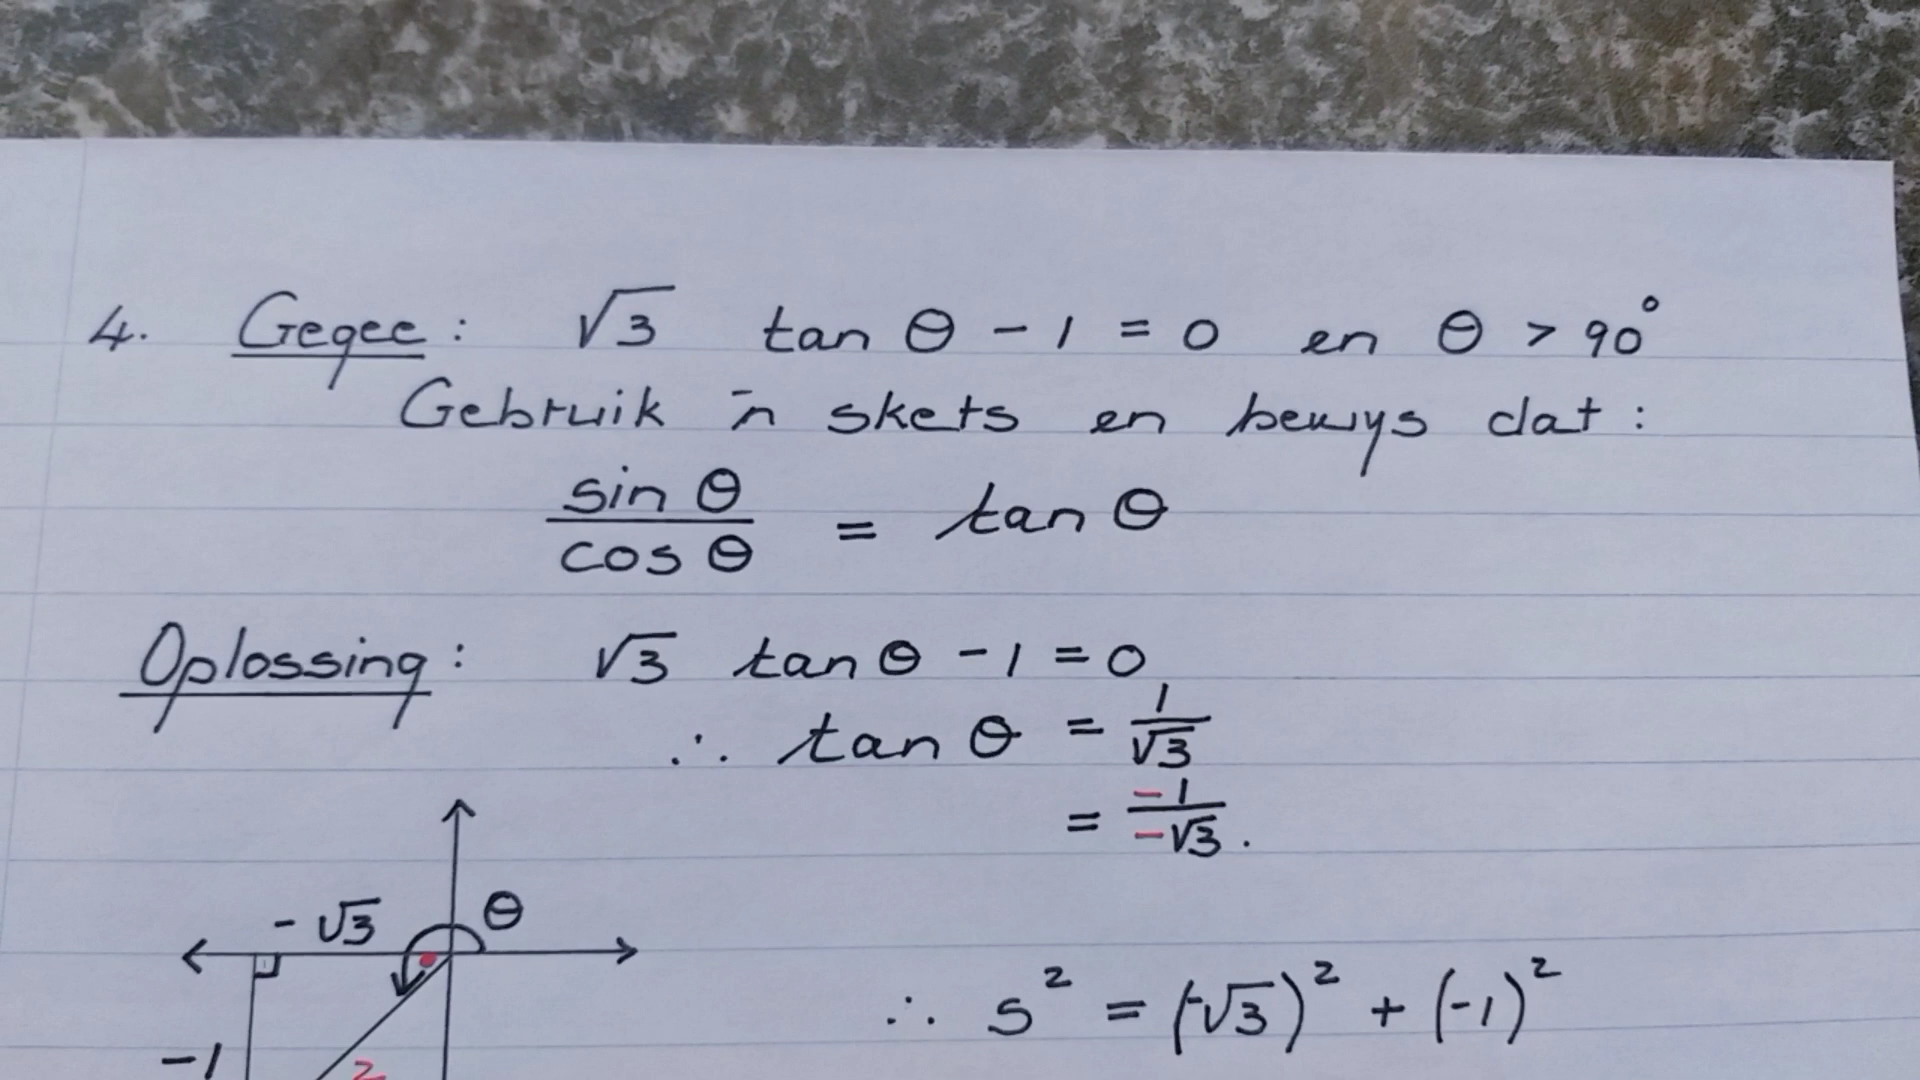 4. Gegee: √3 tan θ - 1 = 0 en θ > 90°
Gebruik 'n skets en bewys dat:
sin θ / cos θ = tan θ
Oplossing: √3 tan θ - 1 = 0
∴ tan θ = 1/√3
= -1/-√3.
θ
-√3
∴ s² = (-√3)² + (-1)²
-1
2